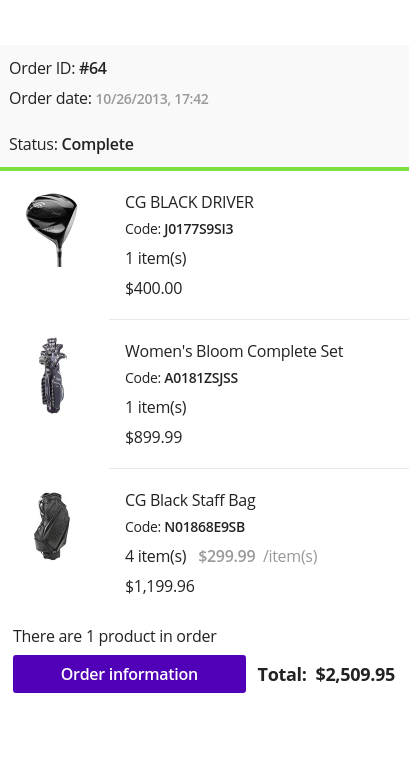 Order ID: #64
Order date: 10/26/2013, 17:42
Status: Complete
CG BLACK DRIVER
Code: J0177S9SI3
1 item(s)
$400.00
Women's Bloom Complete Set
Code: A0181ZSJSS
1 item(s)
$899.99
CG Black Staff Bag
Code: N01868E9SB
4 item(s) $299.99 /item(s)
$1,199.96
There are 1 product in order
Order information Total: $2,509.95